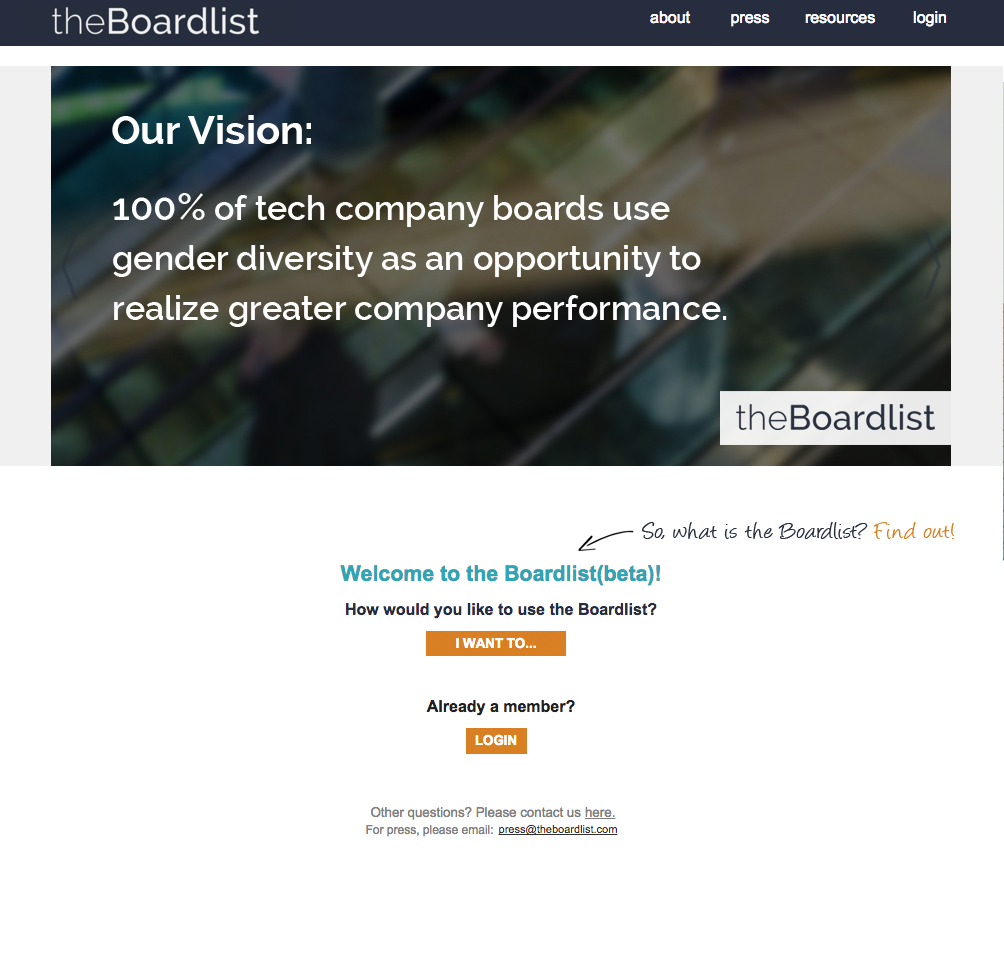 theBoardlist about press resources login
Our Vision:
100% of tech company boards use
gender diversity as an opportunity to
realize greater company performance.
theBoardlist
So, what is the Boardlist? Find out!
Welcome to the Boardlist(beta)!
How would you like to use the Boardlist?
I WANT TO...
Already a member?
LOGIN
Other questions? Please contact us here.
For press, please email: press@theboardlist.com